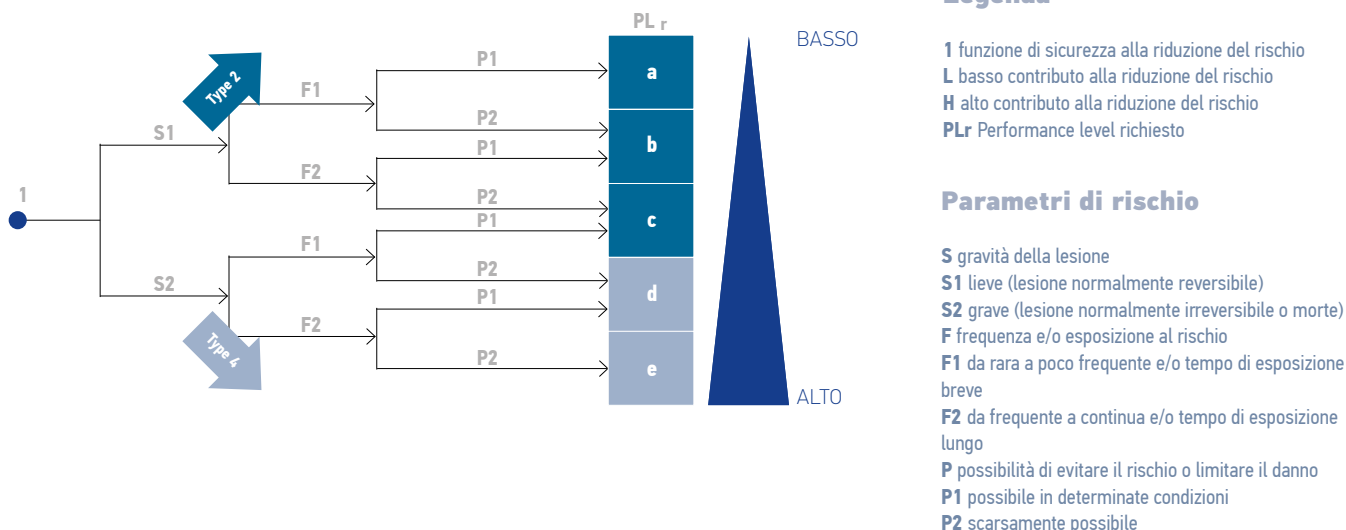 Legenda
1 funzione di sicurezza alla riduzione del rischio
L basso contributo alla riduzione del rischio
H alto contributo alla riduzione del rischio
PLr Performance level richiesto
Parametri di rischio
S gravità della lesione
S1 lieve (lesione normalmente reversibile)
S2 grave (lesione normalmente irreversibile o morte)
F frequenza e/o esposizione al rischio
F1 da rara a poco frequente e/o tempo di esposizione
breve
F2 da frequente a continua e/o tempo di esposizione
lungo
P possibilità di evitare il rischio o limitare il danno
P1 possibile in determinate condizioni
P2 scarsamente possibile
PL r
BASSO
P1
a
Type 2
F1
P2
S1
P1
b
F2
P2
1
P1
c
F1
P2
S2
P1
d
F2
Type 4
P2
e
ALTO